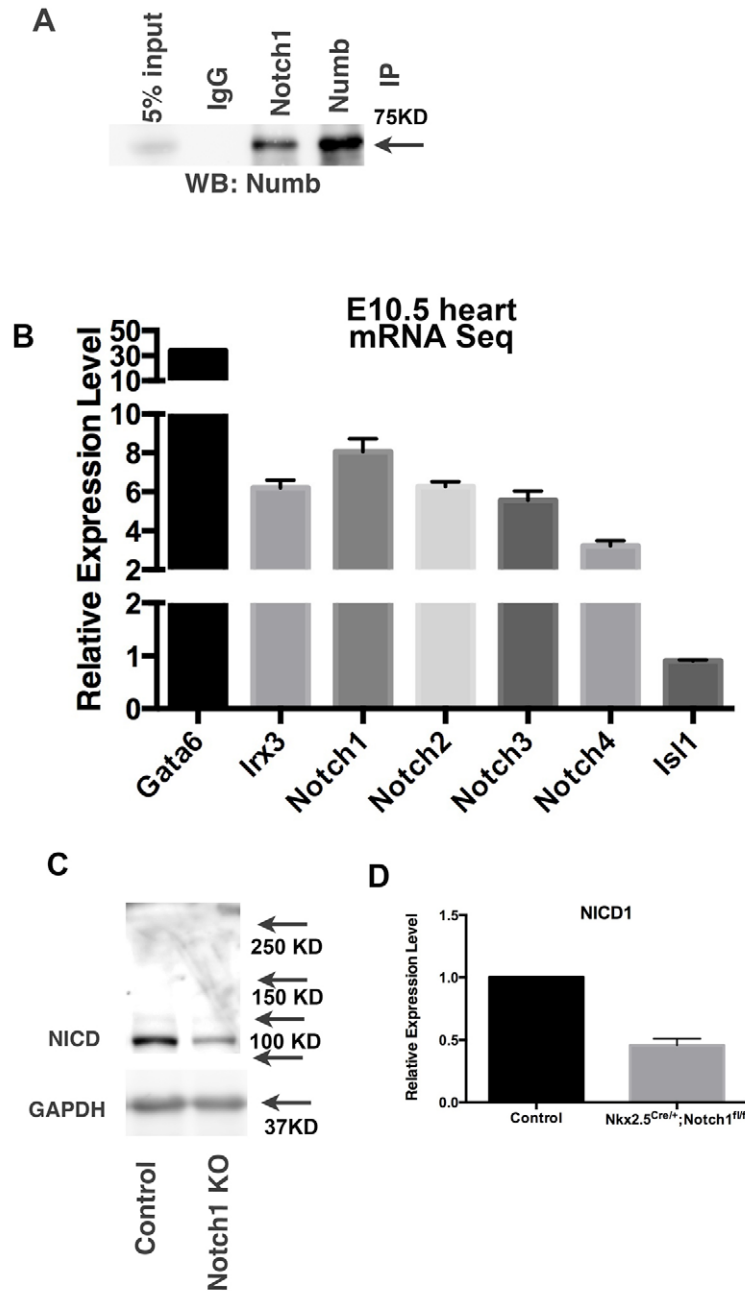 A
5% input
IgG
Notch1
Numb
IP
75KD
WB: Numb
B
E10.5 heart
mRNA Seq
Relative Expression Level
50
30
10
10
8
6
4
2
2
1
0
Gata6
Irx3
Notch1
Notch2
Notch3
Notch4
Isl1
C
250 KD
150 KD
NICD
100 KD
GAPDH
37KD
Control
Notch1 KO
D
NICD1
Relative Expression Level
1.5
1.0
0.5
0.0
Control
Nkx2.5Cre/+;Notch1fl/f